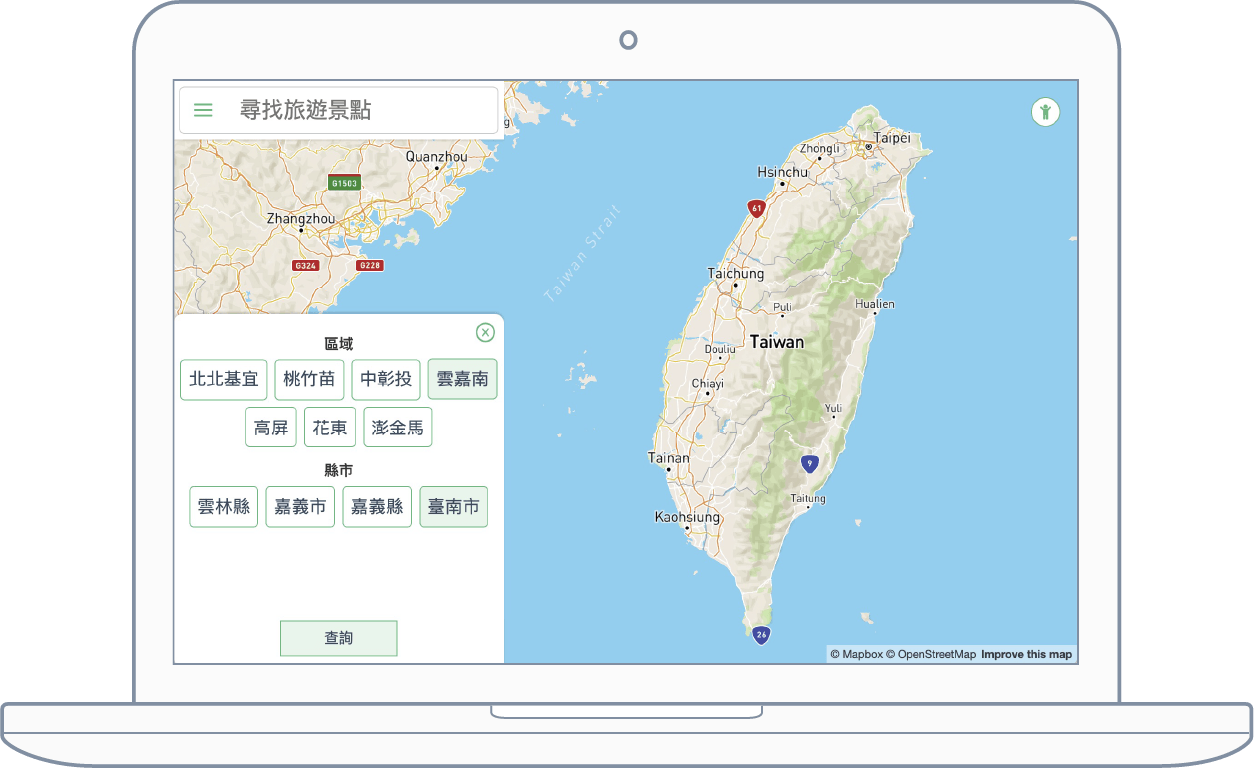 尋找旅遊景點
g
Taipei
Zhongli
Quanzhou
Hsinchu
G1503
61
Zhangzhou
Taiwan Strait
G324
G228
Taichung
Hualien
Puli
區域
Taiwan
Douliu
北北基宜 桃竹苗 中彰投 雲嘉南
Chiayi
Yuli
高屏 花東 澎金馬
Tainan
9
縣市
Taitung
雲林縣 嘉義市 嘉義縣 臺南市
Kaohsiung
26
查詢
© Mapbox © OpenStreetMap Improve this map